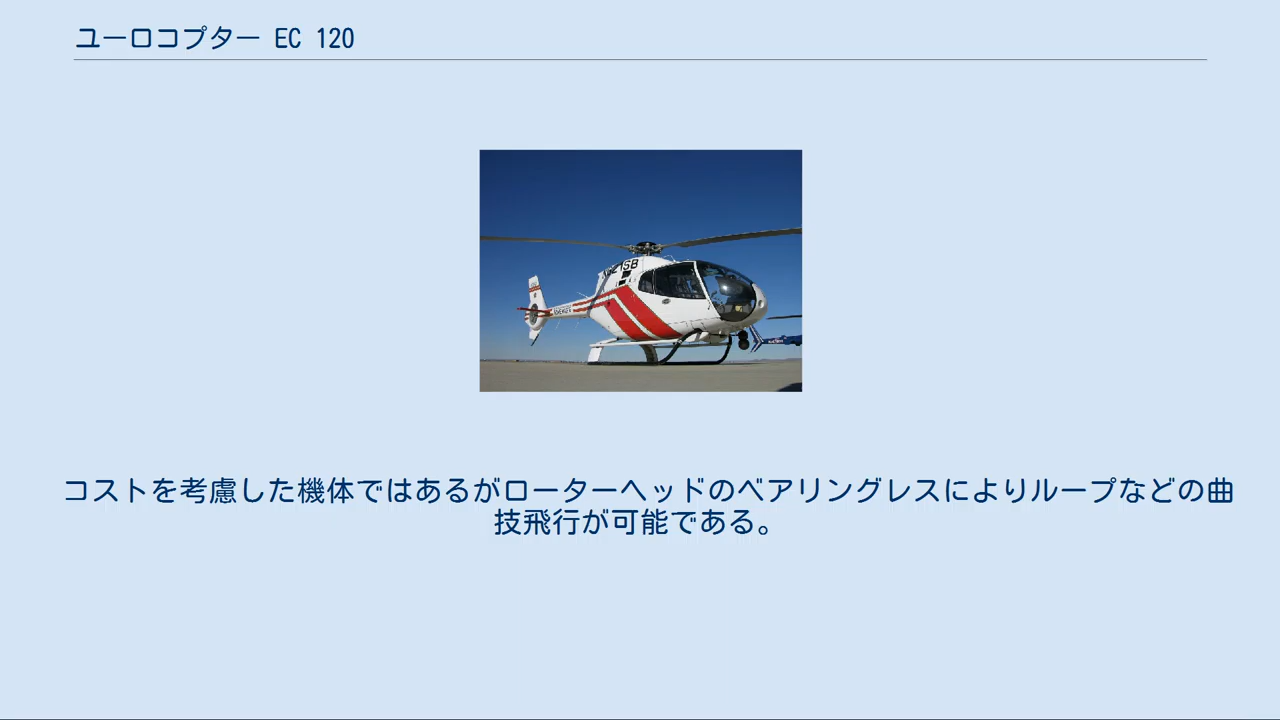 ユーロコプター EC 120
コストを考慮した機体ではあるがローターヘッドのベアリングレスによりループなどの曲
技飛行が可能である。